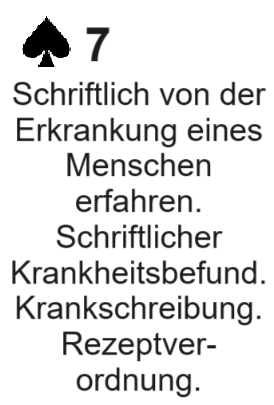 ♠ 7
Schriftlich von der
Erkrankung eines
Menschen
erfahren.
Schriftlicher
Krankheitsbefund.
Krankschreibung.
Rezeptver-
ordnung.